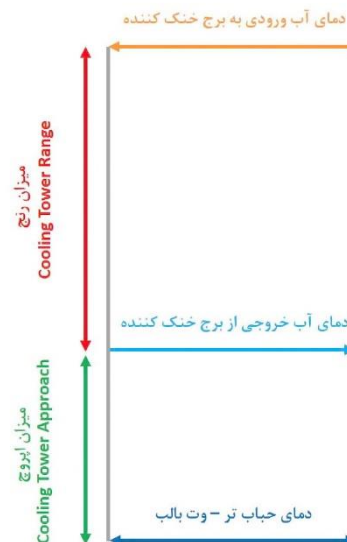 دمای آب ورودی به برج خنک کننده
میزان رنج
Cooling Tower Range
دمای آب خروجی از برج خنک کننده
میزان اپروچ
Cooling Tower Approach
دمای حباب تر – وت بالب